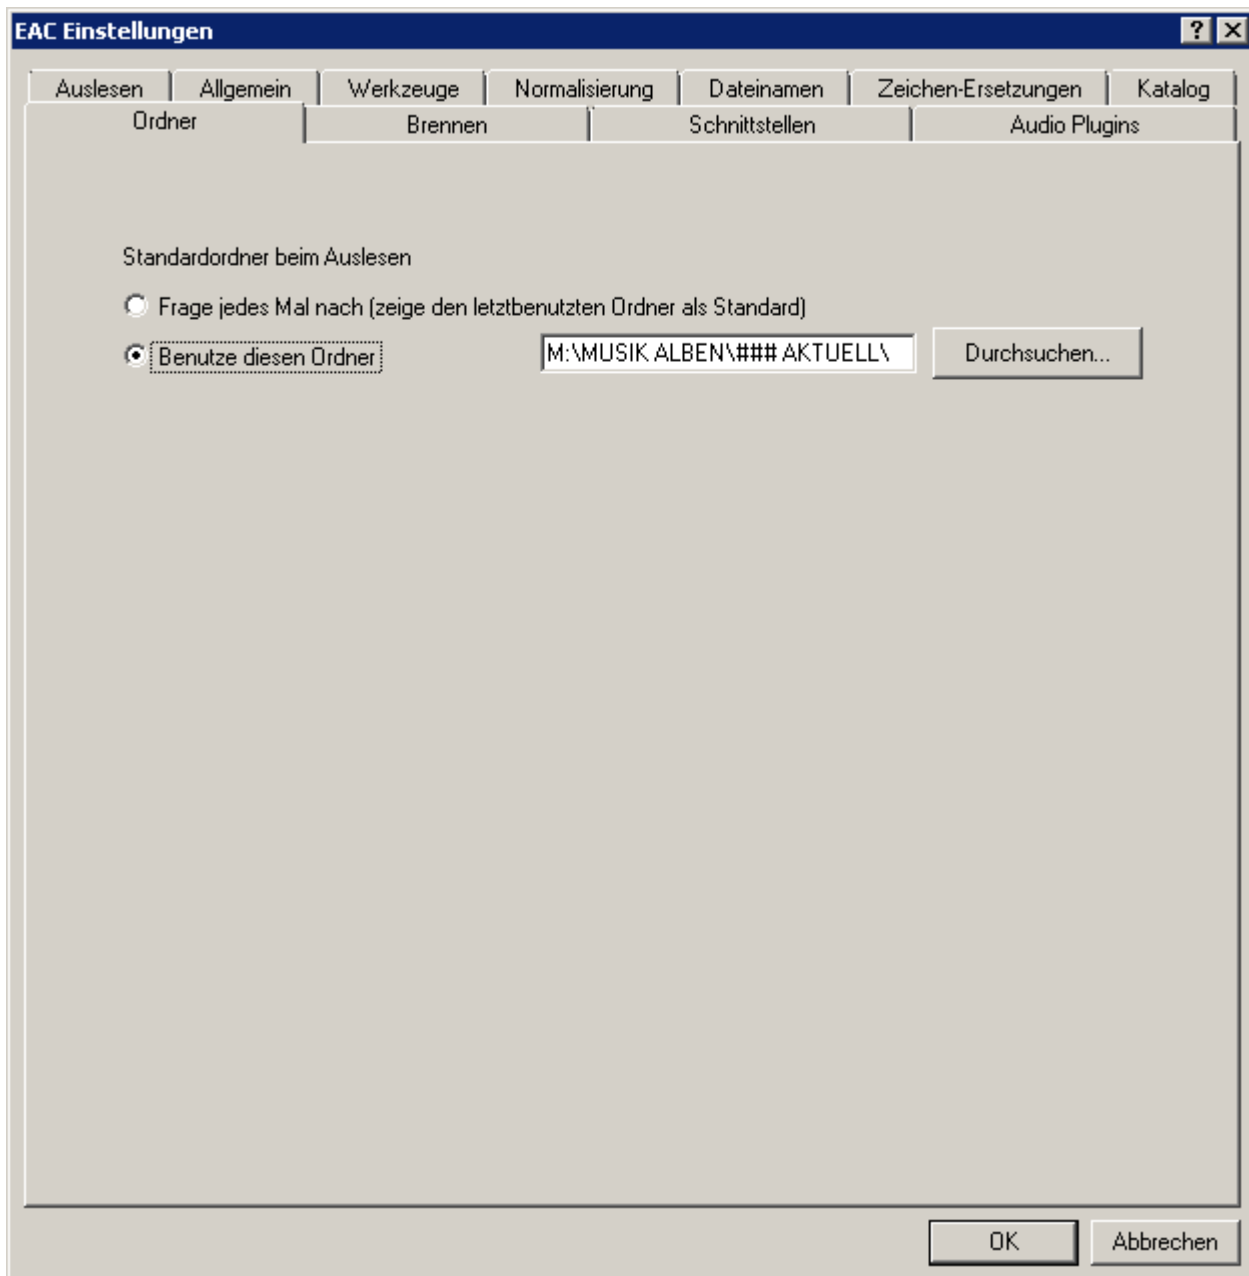 EAC Einstellungen
Auslesen Allgemein Werkzeuge Normalisierung Dateinamen Zeichen-Ersetzungen Katalog
Ordner Brennen Schnittstellen Audio Plugins
Standardordner beim Auslesen
Frage jedes Mal nach (zeige den letztbenutzten Ordner als Standard)
Benutze diesen Ordner M:\MUSIK ALBEN\### AKTUELL\ Durchsuchen...
OK Abbrechen